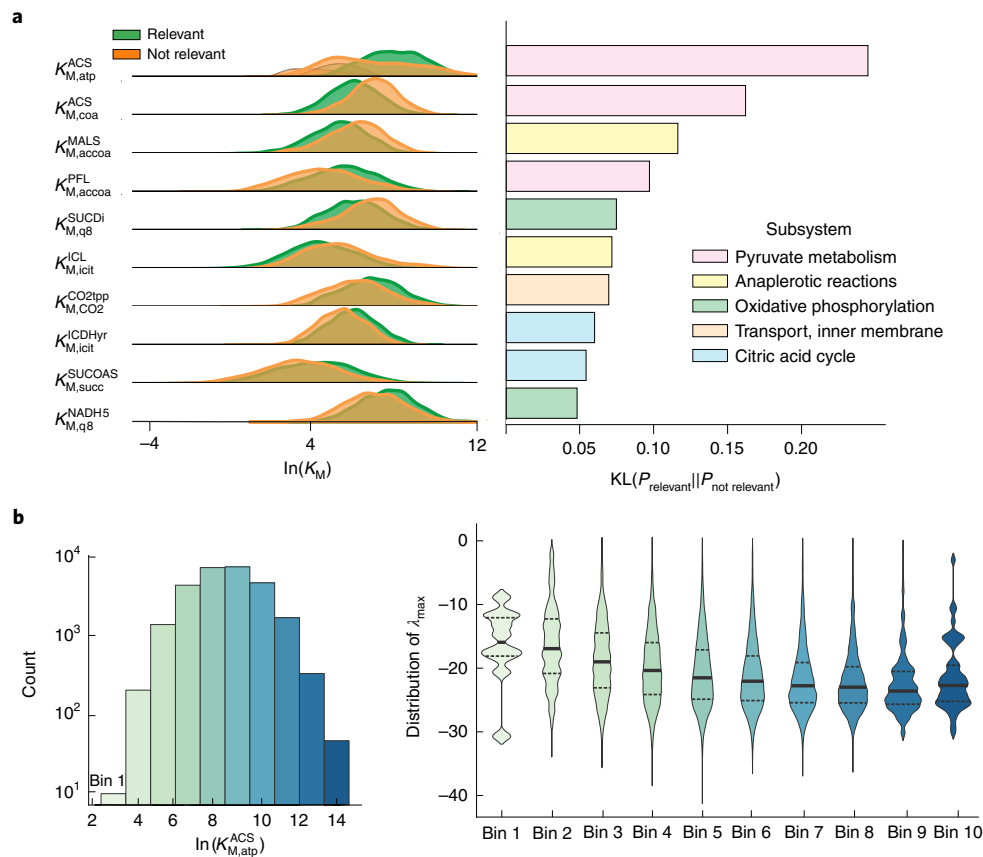 a
Relevant
Not relevant
K^ACS_M,atp
K^ACS_M,coa
K^MALS_M,accoa
K^PFL_M,accoa
K^SUCDi_M,q8
K^ICL_M,icit
K^CO2tpp_M,CO2
K^ICDHyr_M,icit
K^SUCOAS_M,succ
K^NADH5_M,q8
−4 4 12
ln(K_M)
Subsystem
Pyruvate metabolism
Anaplerotic reactions
Oxidative phosphorylation
Transport, inner membrane
Citric acid cycle
0.05 0.10 0.15 0.20
KL(P_relevant||P_not relevant)
b
10^4
10^3
10^2
10^1
Count
Bin 1
2 4 6 8 10 12 14
ln(K^ACS_M,atp)
0
−10
−20
−30
−40
Distribution of λ_max
Bin 1 Bin 2 Bin 3 Bin 4 Bin 5 Bin 6 Bin 7 Bin 8 Bin 9 Bin 10